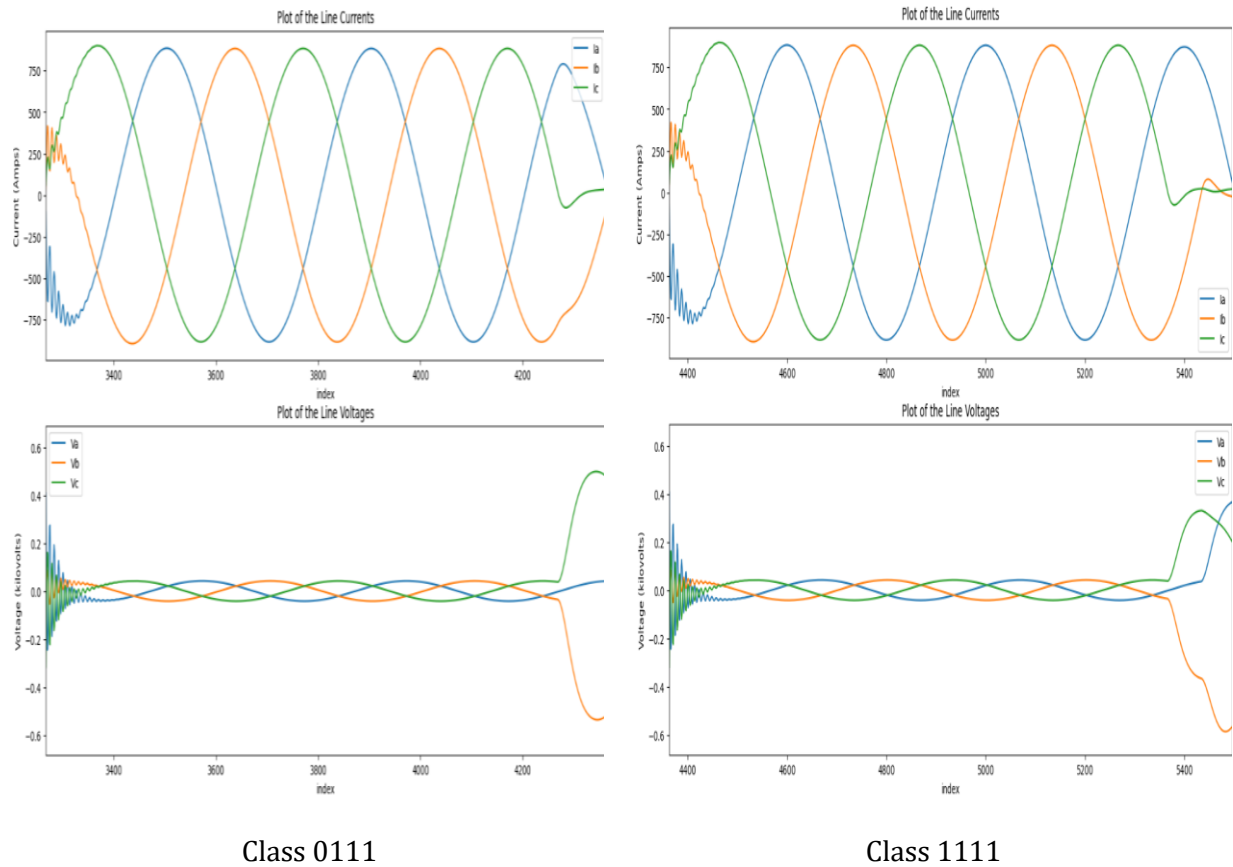 Plot of the Line Currents
Current (Amps)
750
500
250
0
−250
−500
−750
Ia
Ib
Ic
3400 3600 3800 4000 4200
index
Plot of the Line Currents
Current (Amps)
750
500
250
0
−250
−500
−750
Ia
Ib
Ic
4400 4600 4800 5000 5200 5400
index
Plot of the Line Voltages
Voltage (kilovolts)
0.6
0.4
0.2
0.0
−0.2
−0.4
−0.6
Va
Vb
Vc
3400 3600 3800 4000 4200
index
Plot of the Line Voltages
Voltage (kilovolts)
0.6
0.4
0.2
0.0
−0.2
−0.4
−0.6
Va
Vb
Vc
4400 4600 4800 5000 5200 5400
index
Class 0111
Class 1111